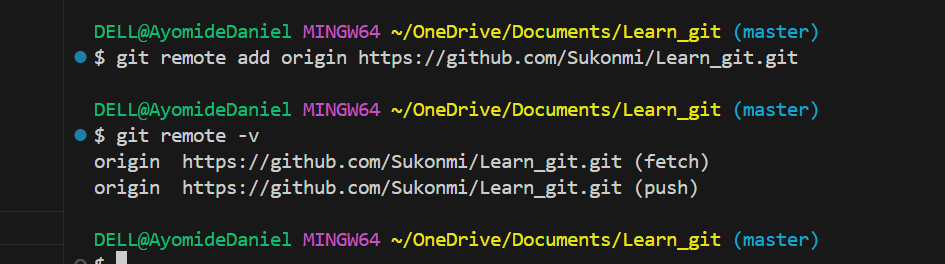 DELL@AyomideDaniel MINGW64 ~/OneDrive/Documents/Learn_git (master)
$ git remote add origin https://github.com/Sukonmi/Learn_git.git
DELL@AyomideDaniel MINGW64 ~/OneDrive/Documents/Learn_git (master)
$ git remote -v
origin  https://github.com/Sukonmi/Learn_git.git (fetch)
origin  https://github.com/Sukonmi/Learn_git.git (push)
DELL@AyomideDaniel MINGW64 ~/OneDrive/Documents/Learn_git (master)
$